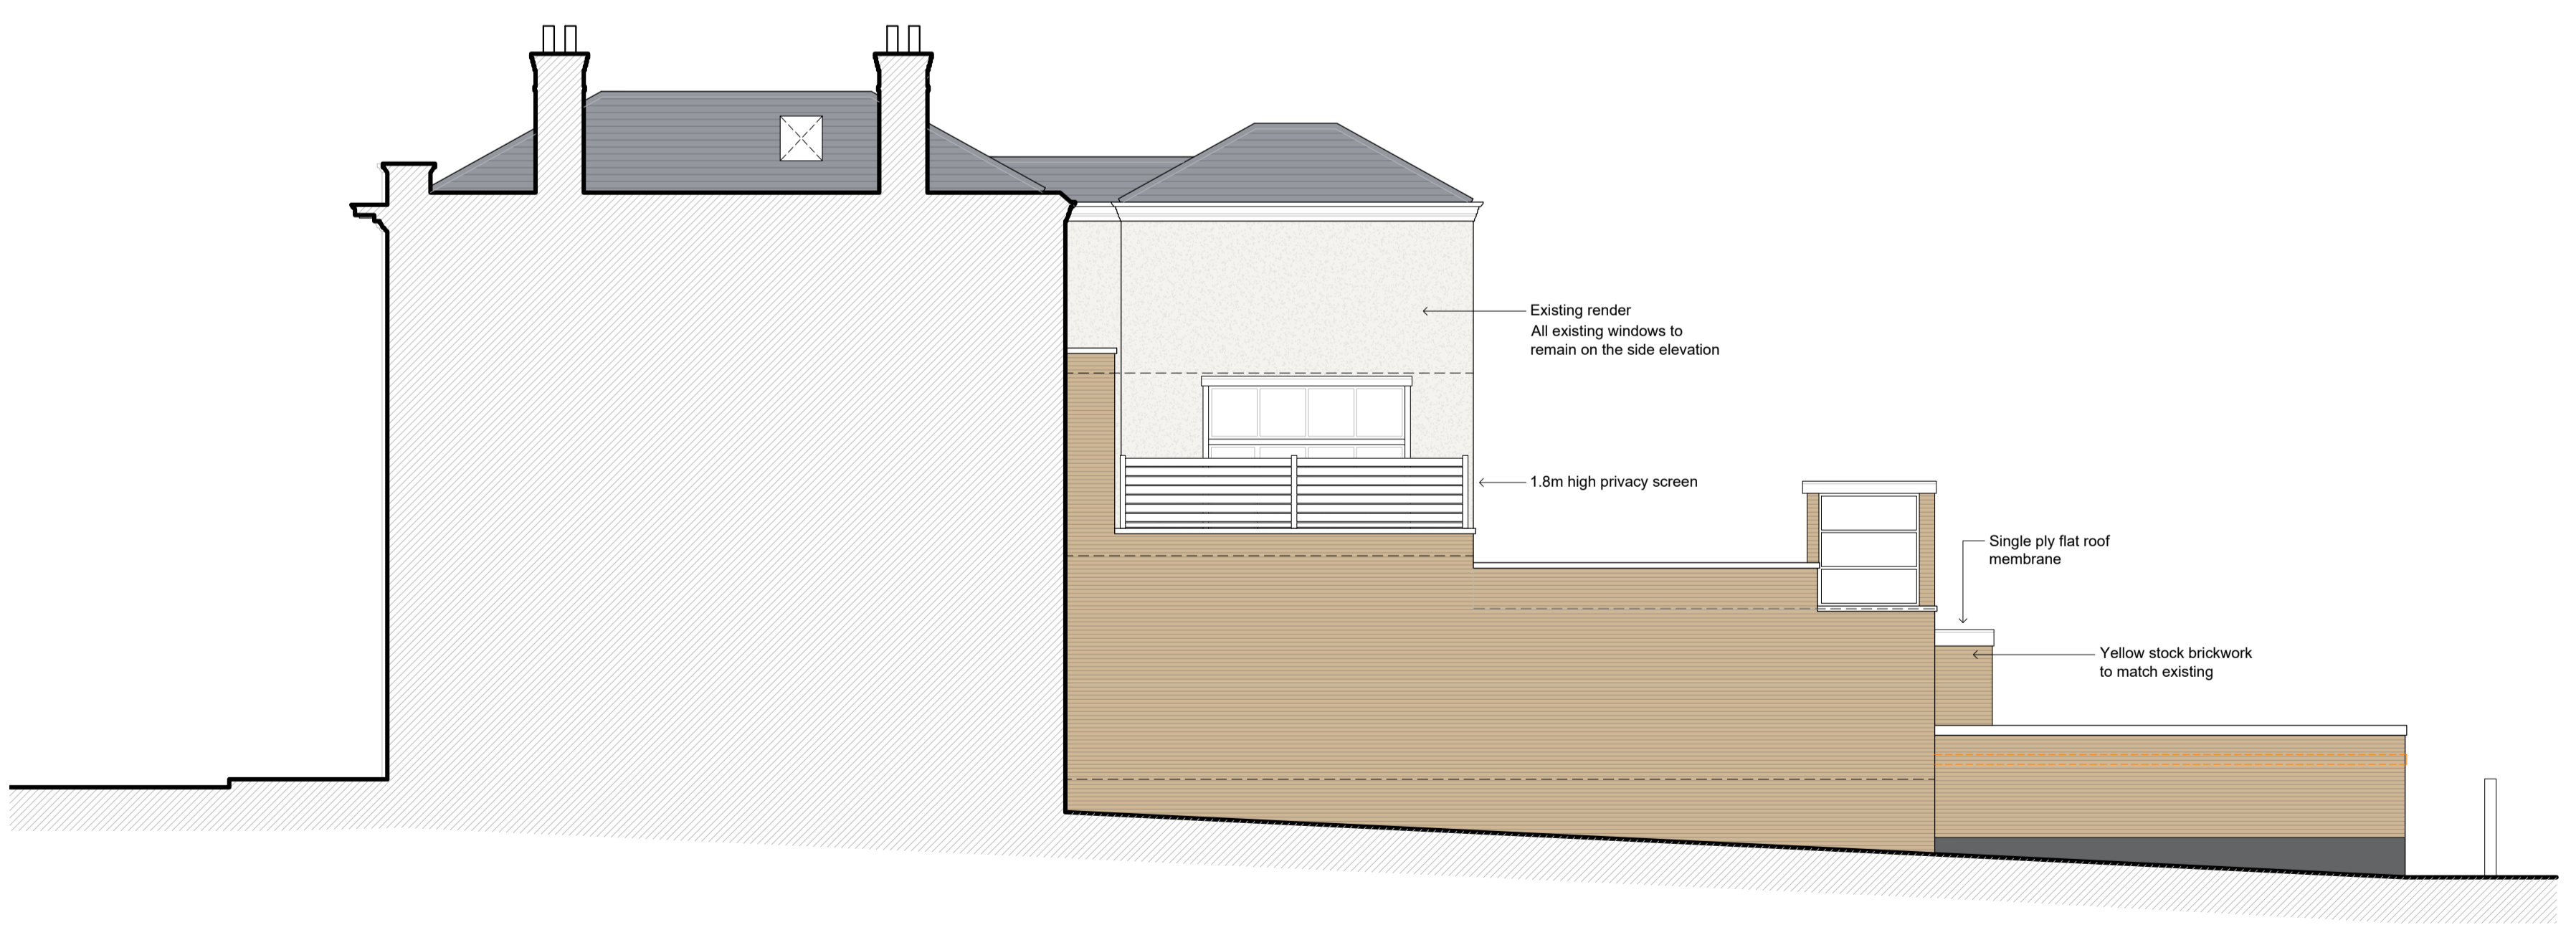 Existing render
All existing windows to
remain on the side elevation
1.8m high privacy screen
Single ply flat roof
membrane
Yellow stock brickwork
to match existing